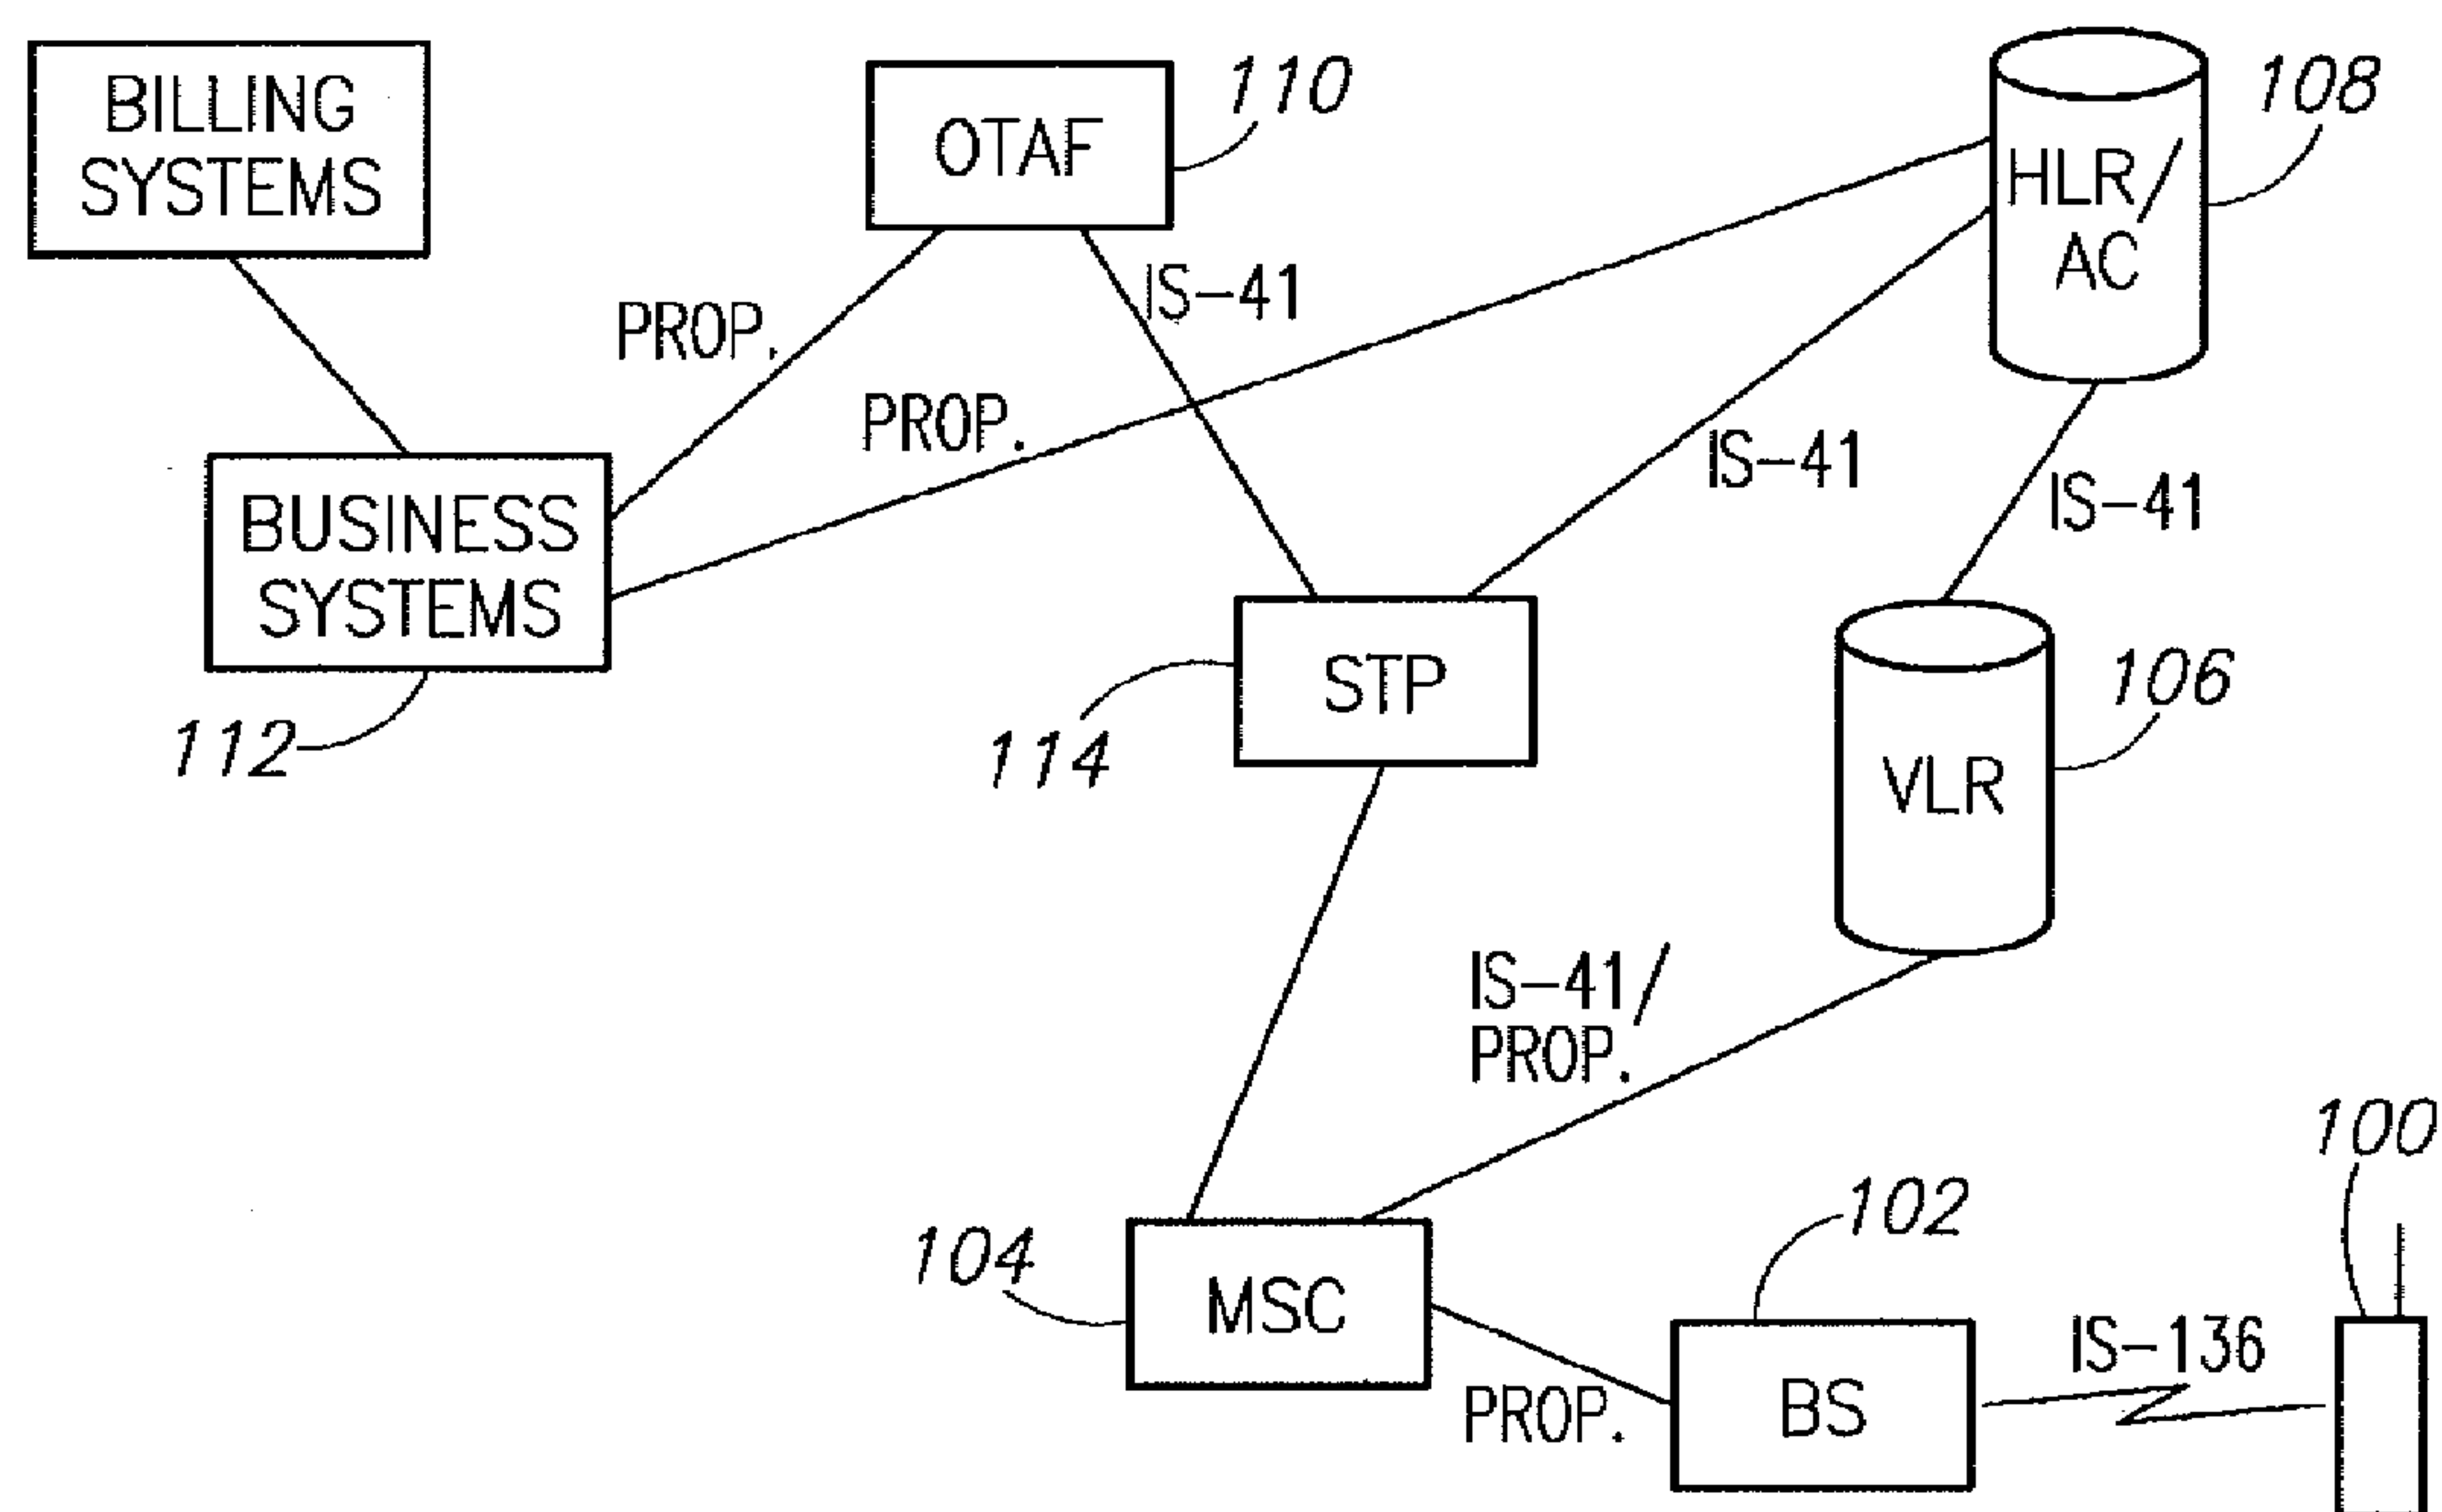 BILLING
SYSTEMS
OTAF
110
HLR/
AC
108
PROP.
IS-41
PROP.
IS-41
IS-41
BUSINESS
SYSTEMS
112
STP
114
VLR
106
IS-41/
PROP.
104
MSC
PROP.
102
BS
IS-136
100